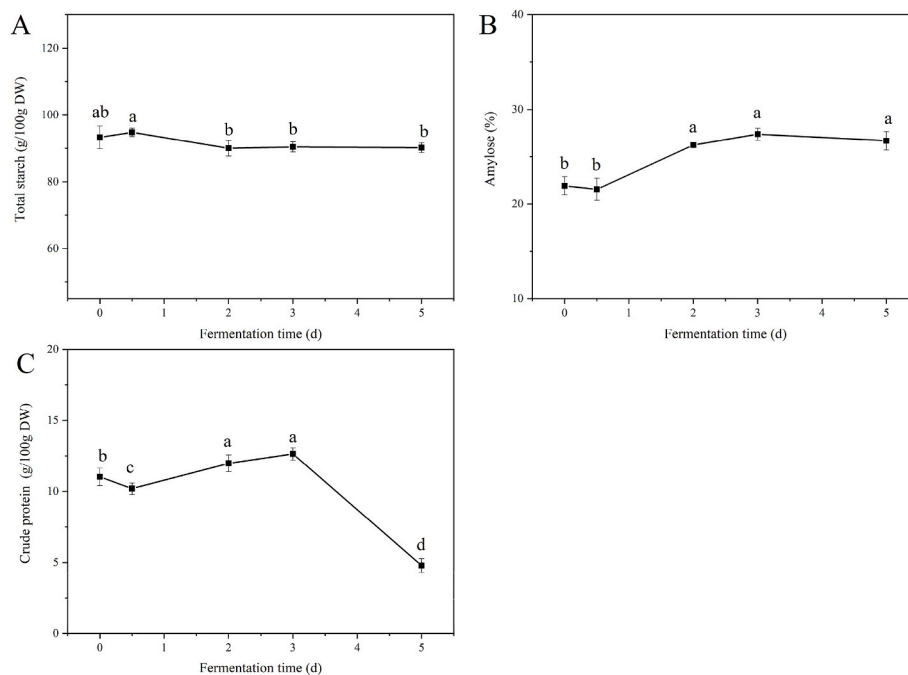 A
Total starch (g/100g DW)
120
100
80
60
ab
a
b
b
b
0
1
2
3
4
5
Fermentation time (d)
B
Amylose (%)
40
30
20
10
b
b
a
a
a
0
1
2
3
4
5
Fermentation time (d)
C
Crude protein (g/100g DW)
20
15
10
5
0
b
c
a
a
d
0
1
2
3
4
5
Fermentation time (d)